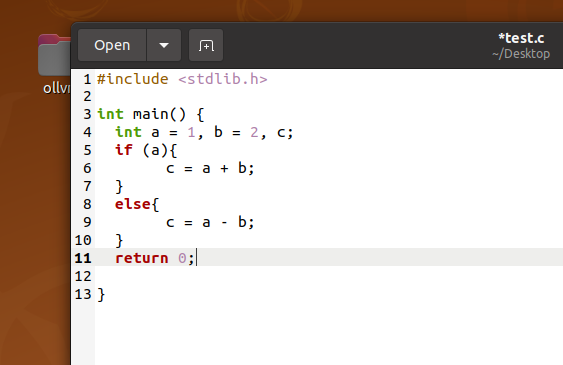 Open
*test.c
~/Desktop
1 #include <stdlib.h>
2
3 int main() {
4   int a = 1, b = 2, c;
5   if (a){
6         c = a + b;
7   }
8   else{
9         c = a - b;
10   }
11   return 0;
12
13 }